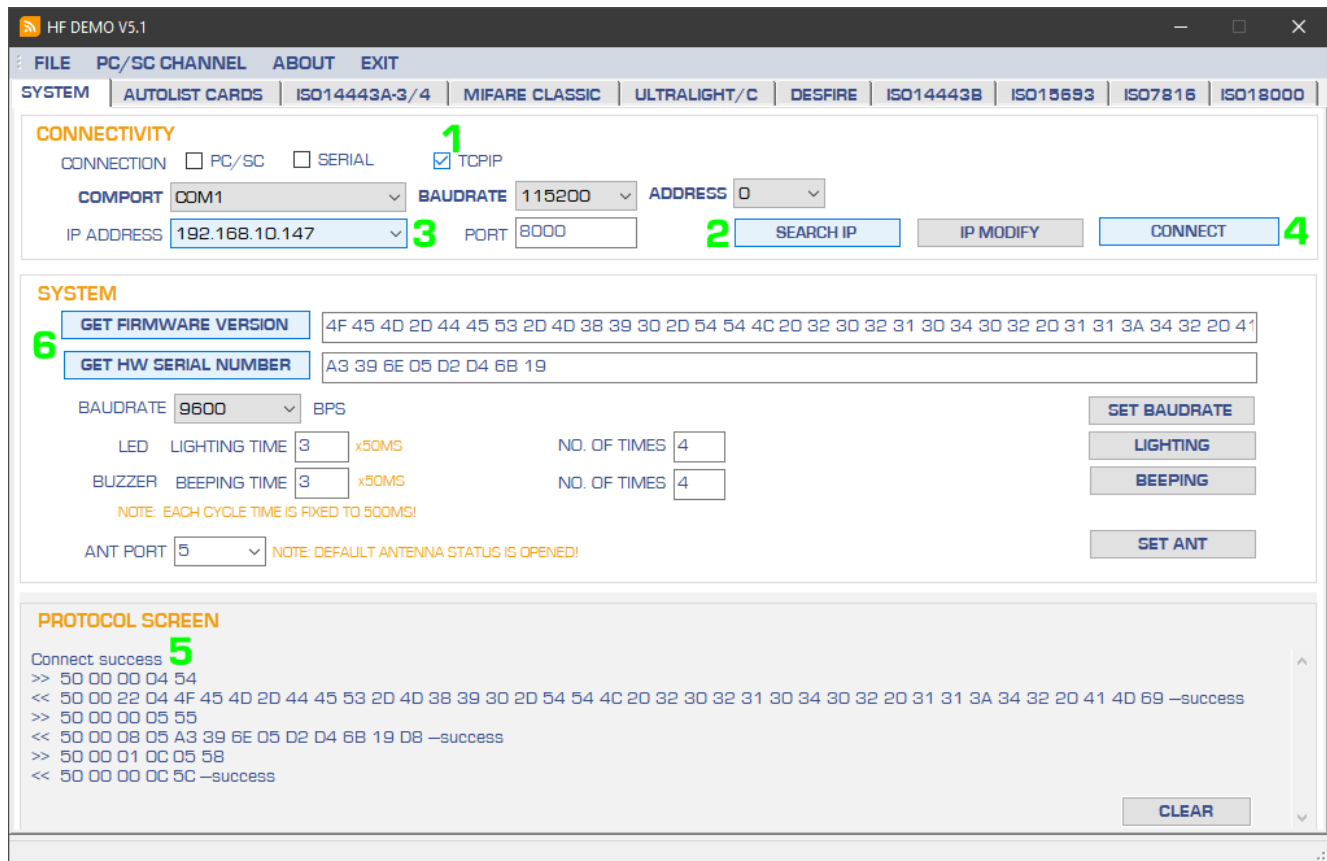 HF DEMO V5.1
FILE PC/SC CHANNEL ABOUT EXIT
SYSTEM AUTOLIST CARDS ISO14443A-3/4 MIFARE CLASSIC ULTRALIGHT/C DESFIRE ISO14443B ISO15693 ISO7816 ISO18000
CONNECTIVITY
1
CONNECTION PC/SC SERIAL TCPIP
COMPORT COM1 BAUDRATE 115200 ADDRESS 0
IP ADDRESS 192.168.10.147 3 PORT 8000 2 SEARCH IP IP MODIFY CONNECT 4
SYSTEM
GET FIRMWARE VERSION 4F 45 4D 2D 44 45 53 2D 4D 38 39 30 2D 54 54 4C 20 32 30 32 31 30 34 30 32 20 31 31 3A 34 32 20 41
6
GET HW SERIAL NUMBER A3 39 6E 05 D2 D4 6B 19
BAUDRATE 9600 BPS SET BAUDRATE
LED LIGHTING TIME 3 x50MS NO. OF TIMES 4 LIGHTING
BUZZER BEEPING TIME 3 x50MS NO. OF TIMES 4 BEEPING
NOTE: EACH CYCLE TIME IS FIXED TO 500MS!
ANT PORT 5 NOTE: DEFAULT ANTENNA STATUS IS OPENED! SET ANT
PROTOCOL SCREEN
Connect success 5
>> 50 00 00 04 54
<< 50 00 22 04 4F 45 4D 2D 44 45 53 2D 4D 38 39 30 2D 54 54 4C 20 32 30 32 31 30 34 30 32 20 31 31 3A 34 32 20 41 4D 69 —success
>> 50 00 00 05 55
<< 50 00 08 05 A3 39 6E 05 D2 D4 6B 19 D8 —success
>> 50 00 01 0C 05 58
<< 50 00 00 0C 5C —success
CLEAR